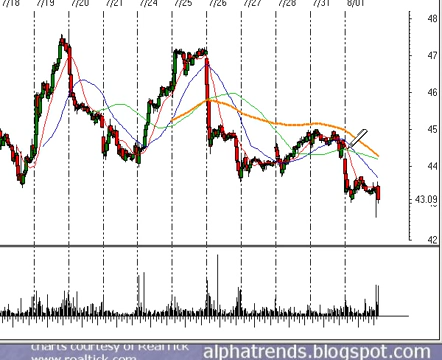 7/18 7/19 7/20 7/21 7/24 7/25 7/26 7/27 7/28 7/31 8/01
48
47
46
45
44
43.09
42
charts courtesy of RealTick
www.realtick.com
alphatrends.blogspot.com